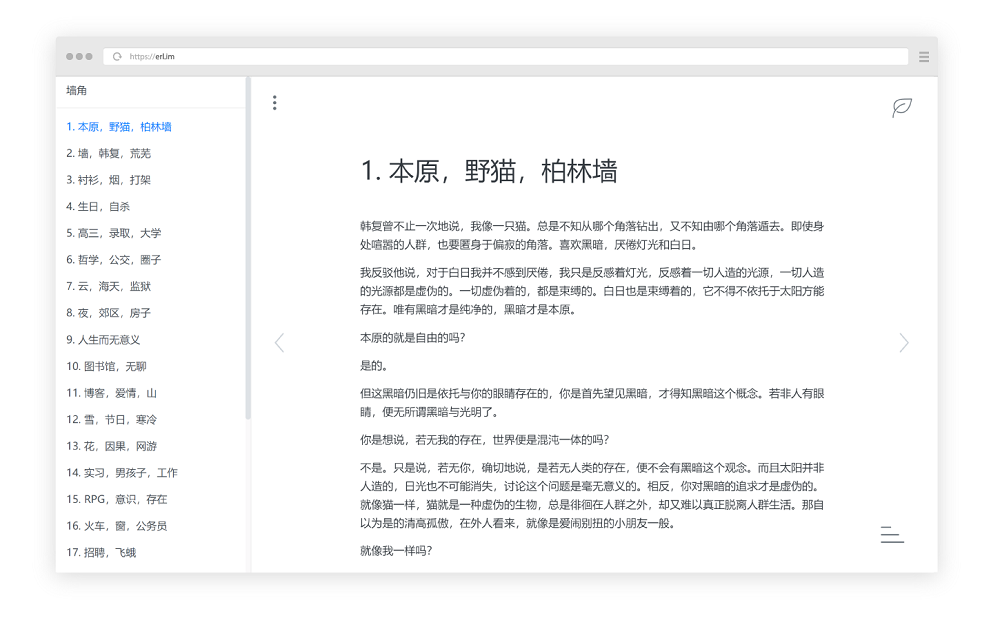 https://erl.im
墙角
1. 本原，野猫，柏林墙
2. 墙，韩复，荒芜
3. 衬衫，烟，打架
4. 生日，自杀
5. 高三，录取，大学
6. 哲学，公交，圈子
7. 云，海天，监狱
8. 夜，郊区，房子
9. 人生而无意义
10. 图书馆，无聊
11. 博客，爱情，山
12. 雪，节日，寒冷
13. 花，因果，网游
14. 实习，男孩子，工作
15. RPG，意识，存在
16. 火车，窗，公务员
17. 招聘，飞蛾
1. 本原，野猫，柏林墙
韩复曾不止一次地说，我像一只猫。总是不知从哪个角落钻出，又不知由哪个角落遁去。即使身
处喧嚣的人群，也要匿身于偏寂的角落。喜欢黑暗，厌倦灯光和白日。
我反驳他说，对于白日我并不感到厌倦，我只是反感着灯光，反感着一切人造的光源，一切人造
的光源都是虚伪的。一切虚伪着的，都是束缚的。白日也是束缚着的，它不得不依托于太阳方能
存在。唯有黑暗才是纯净的，黑暗才是本原。
本原的就是自由的吗？
是的。
但这黑暗仍旧是依托与你的眼睛存在的，你是首先望见黑暗，才得知黑暗这个概念。若非人有眼
睛，便无所谓黑暗与光明了。
你是想说，若无我的存在，世界便是混沌一体的吗？
不是。只是说，若无你，确切地说，是若无人类的存在，便不会有黑暗这个观念。而且太阳并非
人造的，日光也不可能消失，讨论这个问题是毫无意义的。相反，你对黑暗的追求才是虚伪的。
就像猫一样，猫就是一种虚伪的生物，总是徘徊在人群之外，却又难以真正脱离人群生活。那自
以为是的清高孤傲，在外人看来，就像是爱闹别扭的小朋友一般。
就像我一样吗？